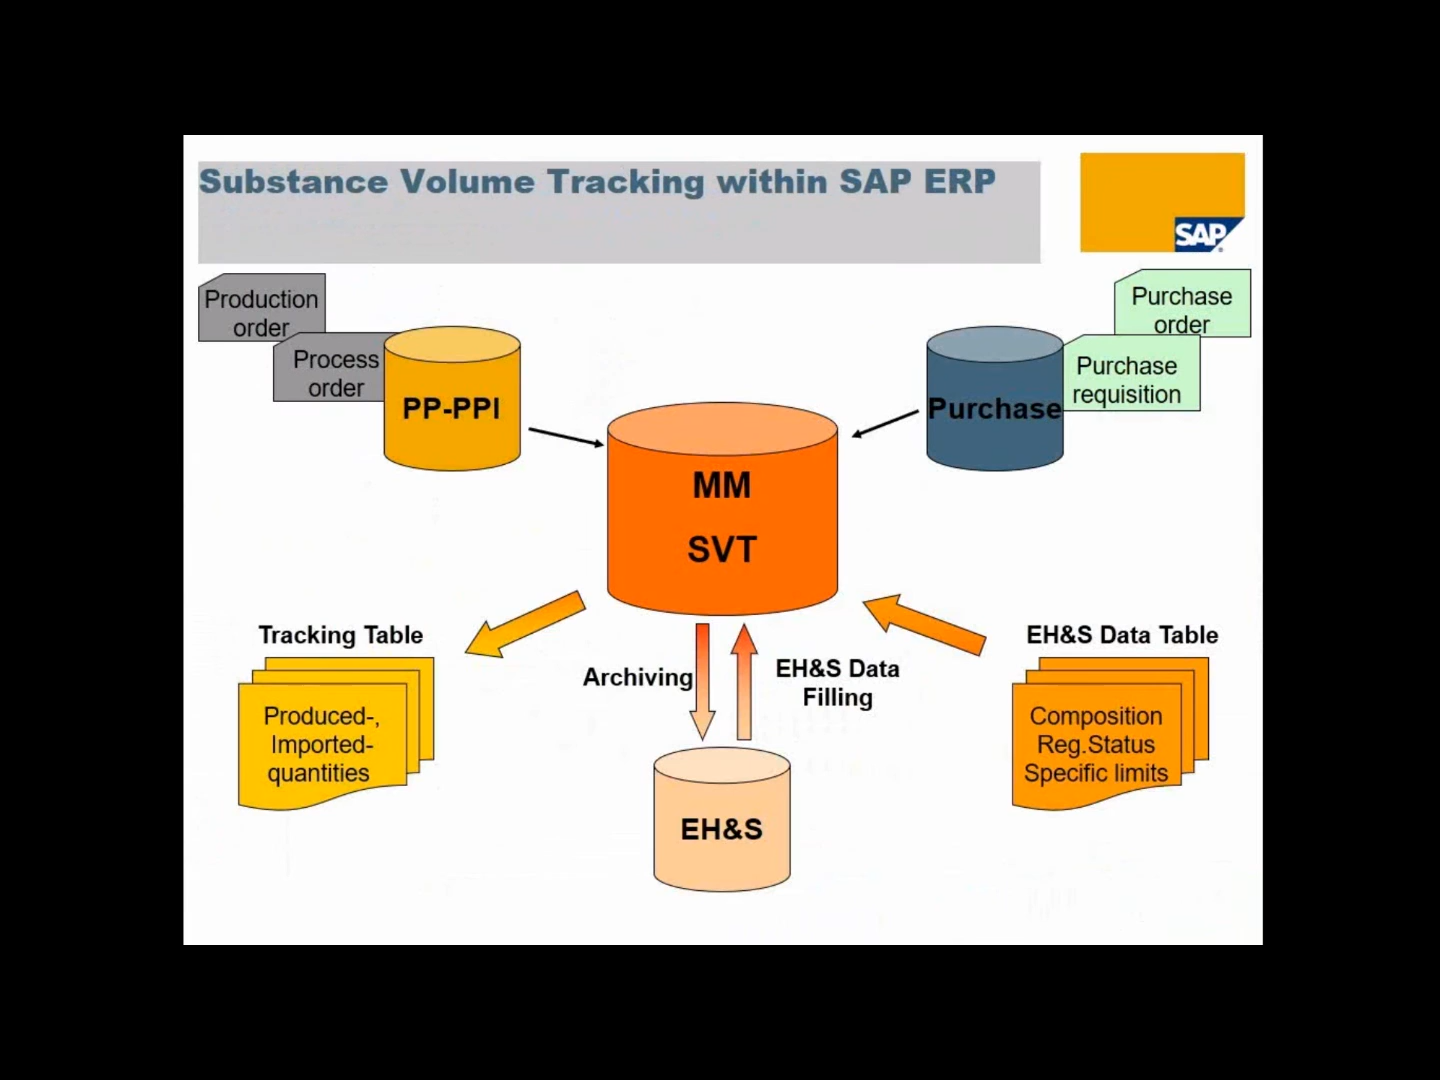 Substance Volume Tracking within SAP ERP
SAP
Production
order
Process
order
PP-PPI
Purchase
order
Purchase
requisition
Purchase
MM
SVT
Tracking Table
Produced-,
Imported-
quantities
Archiving
EH&S Data
Filling
EH&S Data Table
Composition
Reg.Status
Specific limits
EH&S